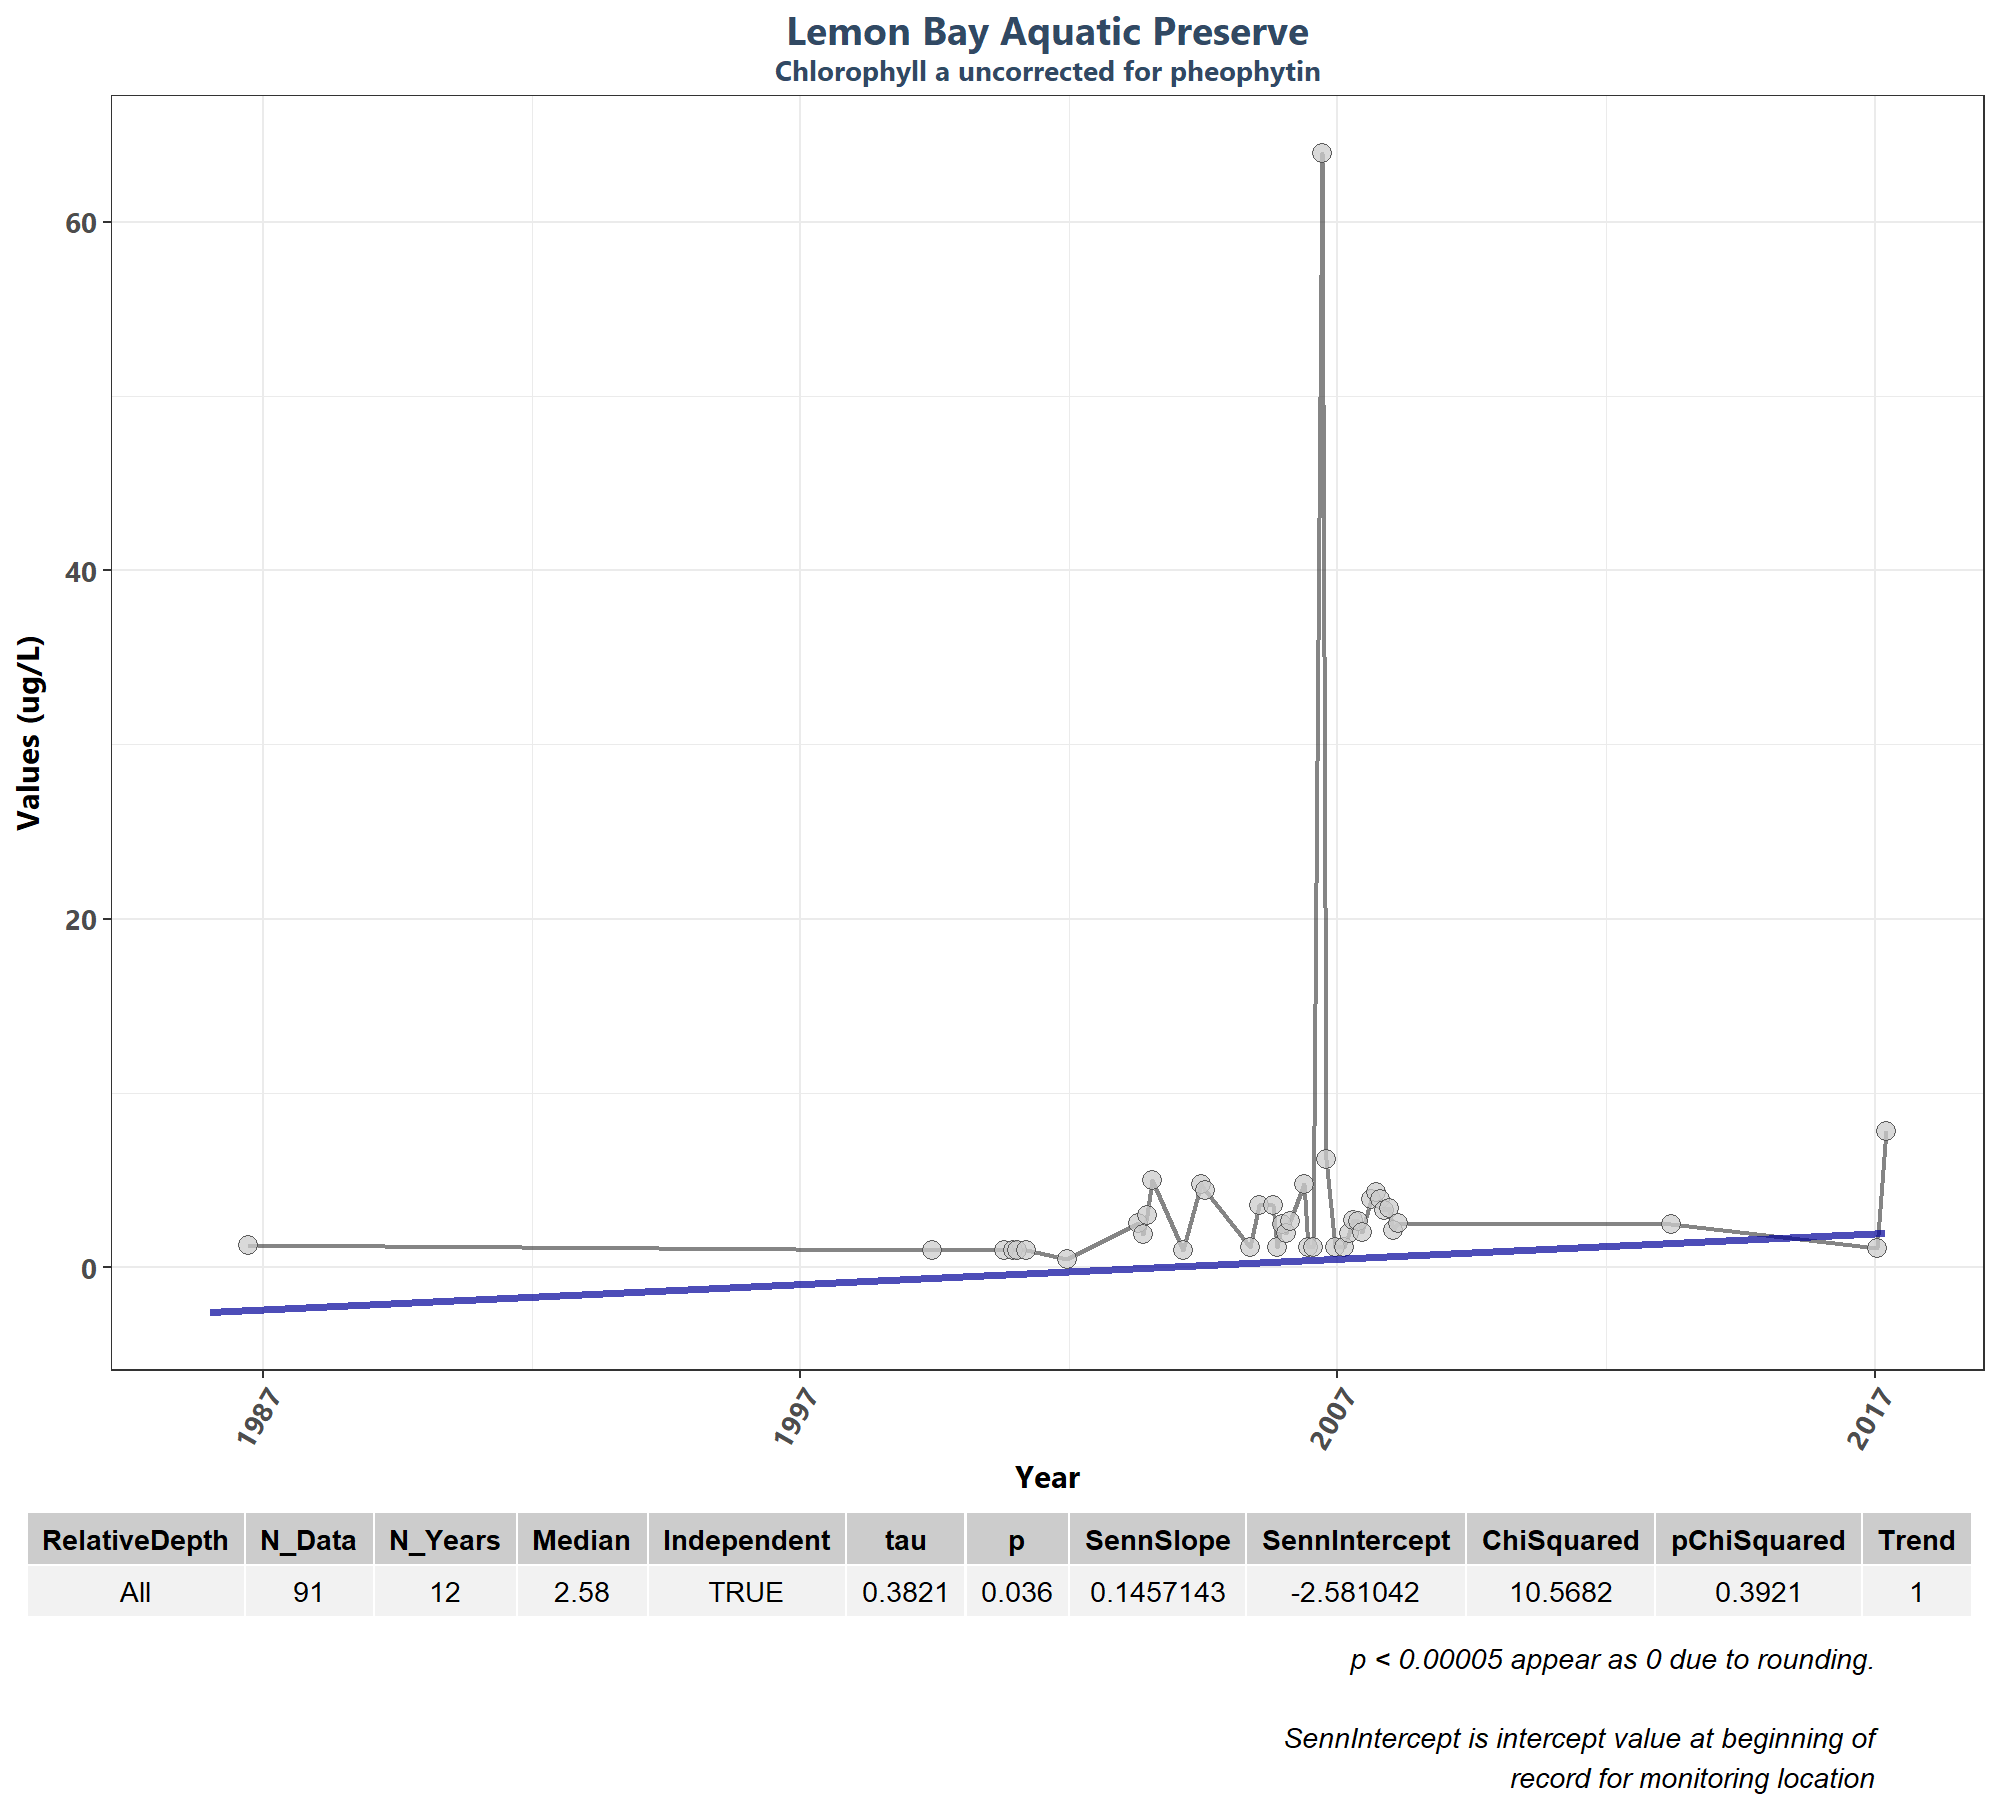 Lemon Bay Aquatic Preserve
Chlorophyll a uncorrected for pheophytin
Values (ug/L)
60
40
20
0
1987
1997
2007
2017
Year
RelativeDepth N_Data N_Years Median Independent tau p SennSlope SennIntercept ChiSquared pChiSquared Trend
All 91 12 2.58 TRUE 0.3821 0.036 0.1457143 -2.581042 10.5682 0.3921 1
p < 0.00005 appear as 0 due to rounding.
SennIntercept is intercept value at beginning of
record for monitoring location